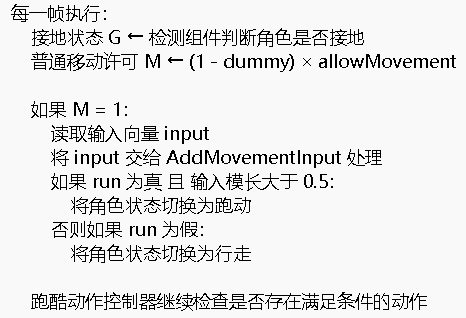 每一帧执行:
接地状态 G ← 检测组件判断角色是否接地
普通移动许可 M ← (1 - dummy) × allowMovement
如果 M = 1:
读取输入向量 input
将 input 交给 AddMovementInput 处理
如果 run 为真 且 输入模长大于 0.5:
将角色状态切换为跑动
否则如果 run 为假:
将角色状态切换为行走
跑酷动作控制器继续检查是否存在满足条件的动作